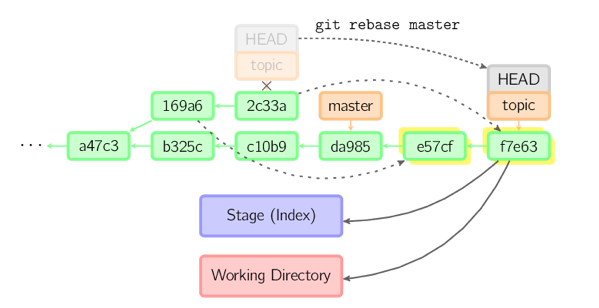 git rebase master
HEAD
topic
HEAD
topic
169a6
2c33a
master
...
a47c3
b325c
c10b9
da985
e57cf
f7e63
Stage (Index)
Working Directory